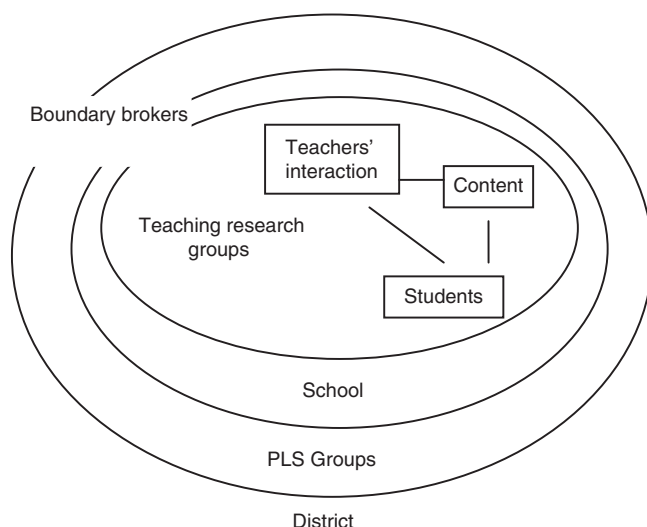 Boundary brokers
Teachers’
interaction
Content
Teaching research
groups
Students
School
PLS Groups
District